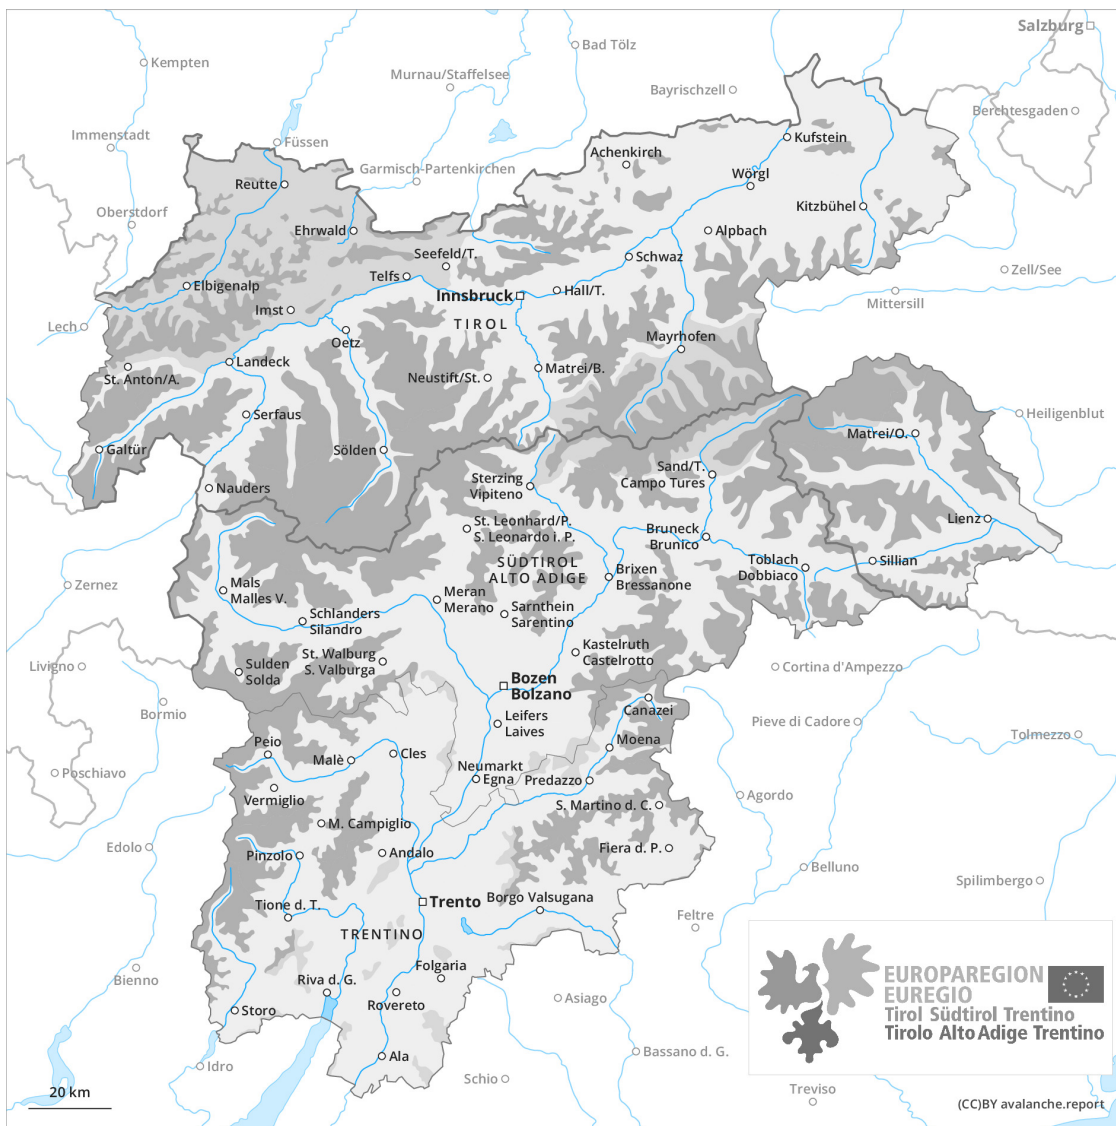 Salzburg
Bad Tölz
Kempten
Murnau/Staffelsee
Bayrischzell
Berchtesgaden
Immenstadt
Füssen
Kufstein
Achenkirch
Garmisch-Partenkirchen
Wörgl
Reutte
Oberstdorf
Kitzbühel
Ehrwald
Alpbach
Seefeld/T.
Schwaz
Telfs
Zell/See
Elbigenalp
Innsbruck
Hall/T.
Mittersill
Imst
TIROL
Lech
Oetz
Mayrhofen
Landeck
Matrei/B.
St. Anton/A.
Neustift/St.
Serfaus
Heiligenblut
Matrei/O.
Galtür
Sölden
Sand/T.
Campo Tures
Sterzing
Vipiteno
Nauders
St. Leonhard/P.
S. Leonardo i. P.
Lienz
Bruneck
Brunico
SÜDTIROL
ALTO ADIGE
Toblach
Dobbiaco
Sillian
Brixen
Bressanone
Zernez
Mals
Malles V.
Meran
Merano
Sarnthein
Sarentino
Schlanders
Silandro
Kastelruth
Castelrotto
St. Walburg
S. Valburga
Livigno
Sulden
Solda
Cortina d'Ampezzo
Bozen
Bolzano
Bormio
Canazei
Leifers
Laives
Pieve di Cadore
Tolmezzo
Peio
Moena
Cles
Malè
Neumarkt
Egna
Predazzo
Poschiavo
Vermiglio
Agordo
S. Martino d. C.
M. Campiglio
Edolo
Fiera d. P.
Andalo
Pinzolo
Belluno
Spilimbergo
Borgo Valsugana
Trento
Tione d. T.
Feltre
TRENTINO
Bienno
Folgaria
Riva d. G.
Rovereto
Asiago
Storo
EUROPAREGION
EUREGIO
Tirol Südtirol Trentino
Tirolo Alto Adige Trentino
Ala
Bassano d. G.
Idro
Schio
Treviso
20 km
(CC)BY avalanche.report